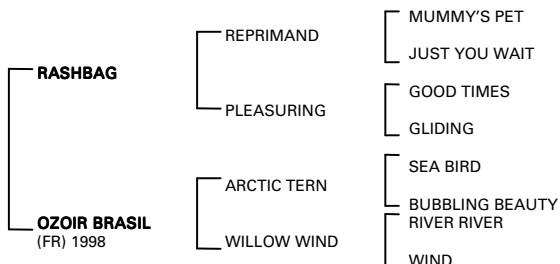 MUMMY'S PET
REPRIMAND
JUST YOU WAIT
RASHBAG
GOOD TIMES
PLEASURING
GLIDING
SEA BIRD
ARCTIC TERN
BUBBLING BEAUTY
OZOIR BRASIL
(FR) 1998
RIVER RIVER
WILLOW WIND
WIND